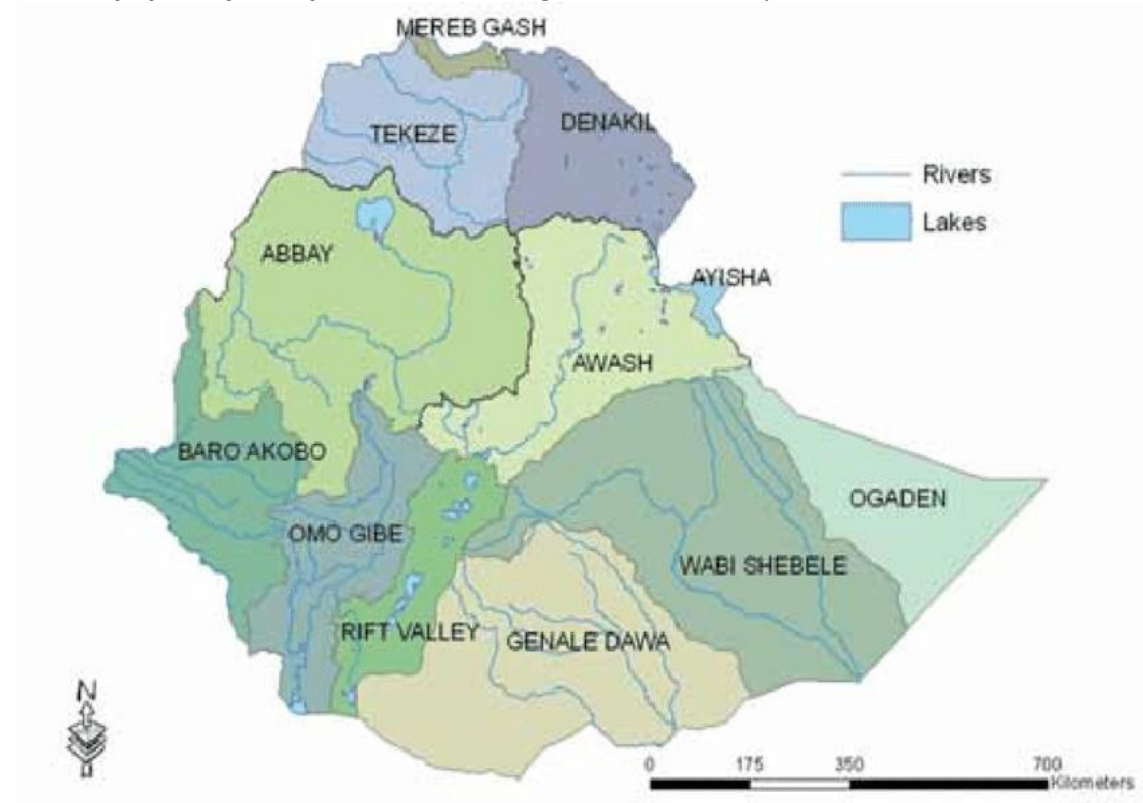 MEREB GASH
TEKEZE
DENAKIL
Rivers
Lakes
ABBAY
AYISHA
AWASH
BARO AKOBO
OGADEN
OMO GIBE
WABI SHEBELE
RIFT VALLEY
GENALE DAWA
N
0 175 350 700
Kilometers